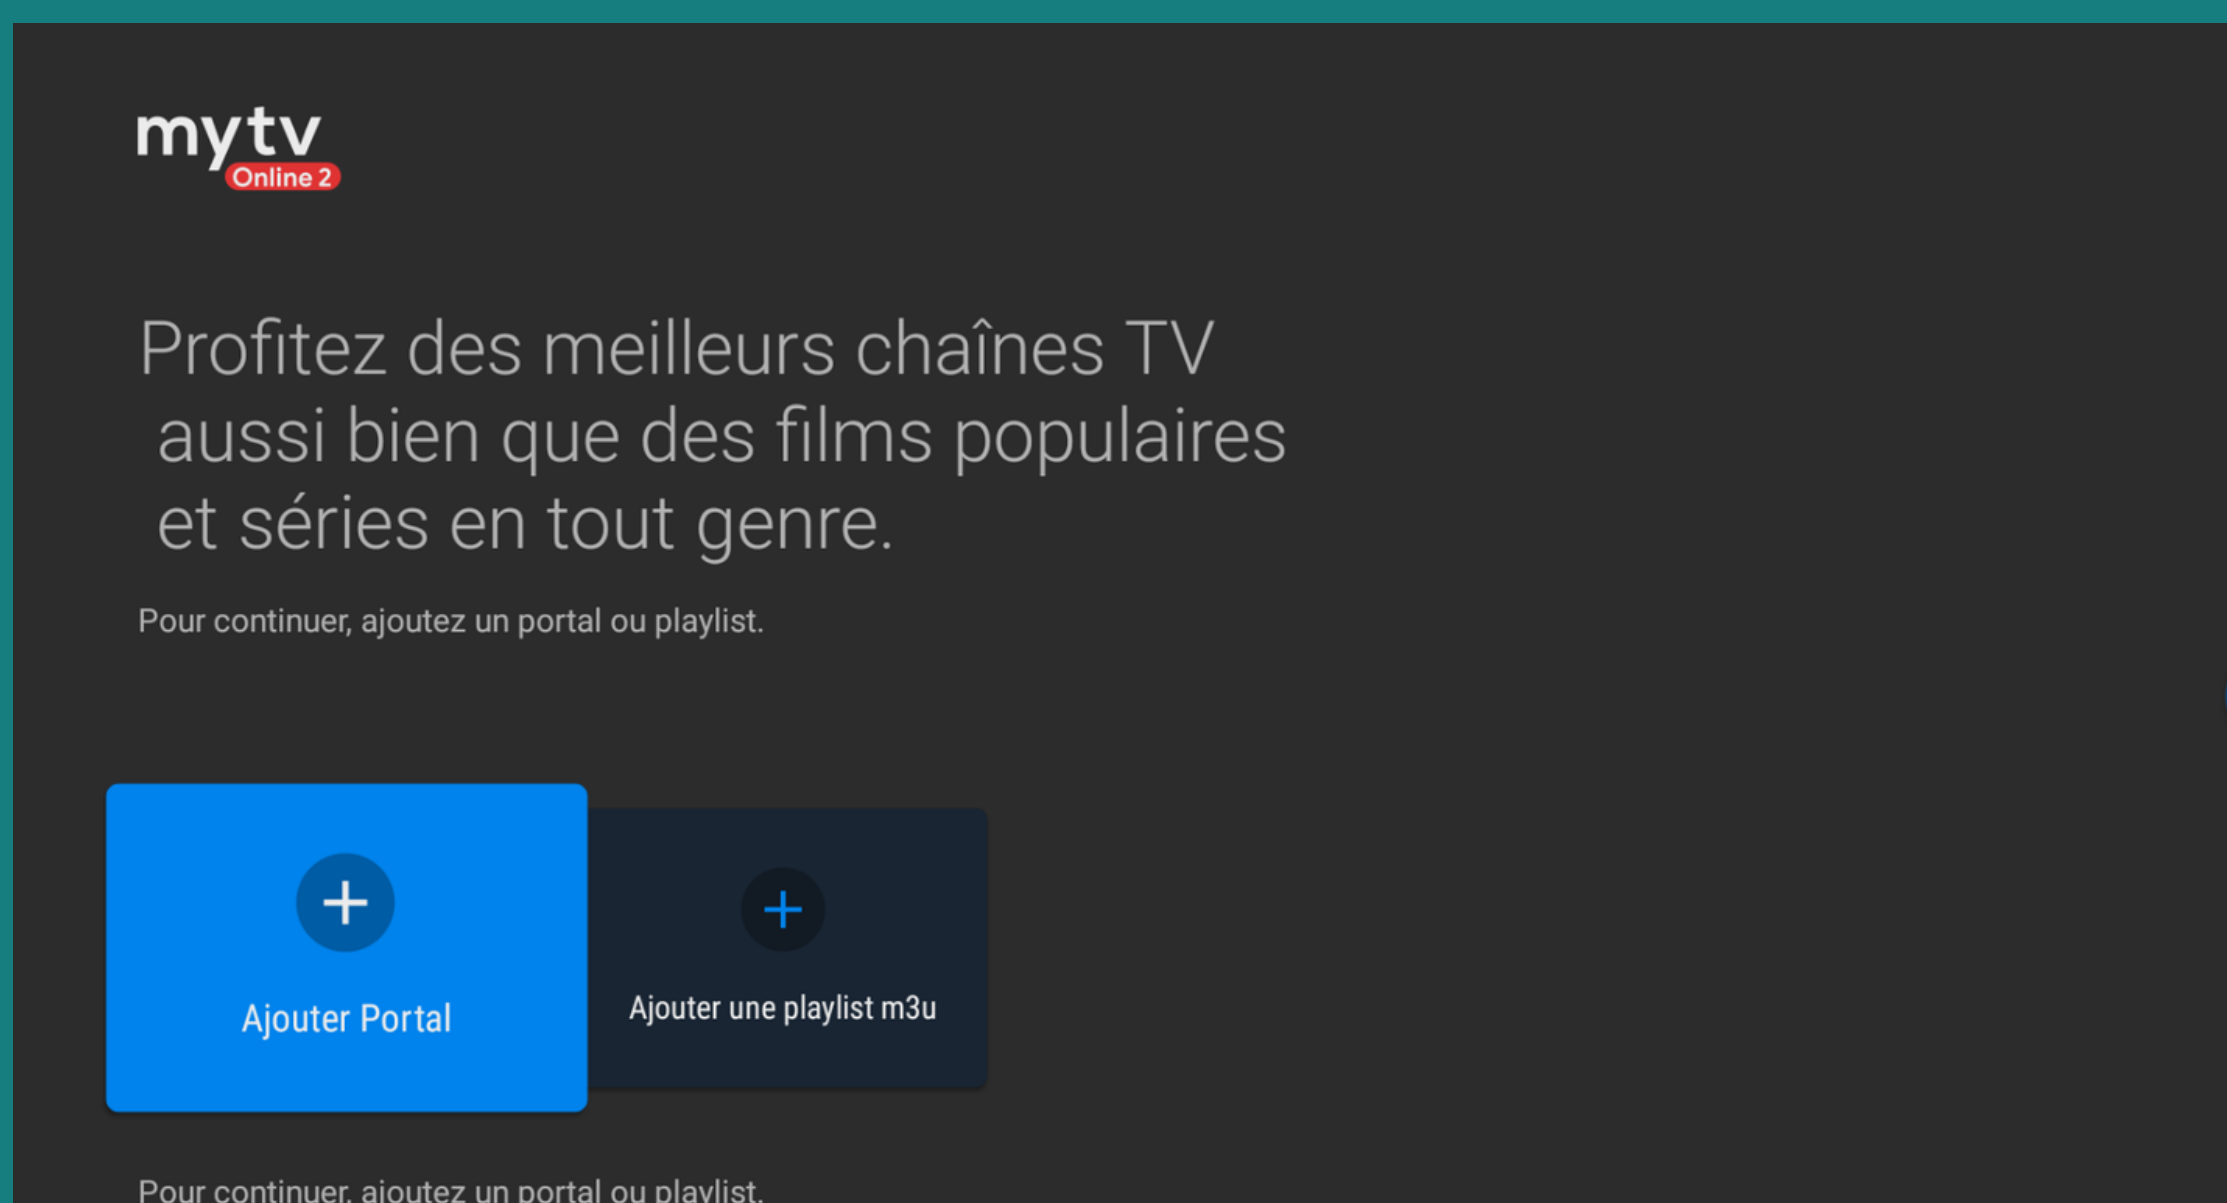 mytv
Online 2
Profitez des meilleurs chaînes TV
aussi bien que des films populaires
et séries en tout genre.
Pour continuer, ajoutez un portal ou playlist.
Ajouter Portal
Ajouter une playlist m3u
Pour continuer, ajoutez un portal ou playlist.